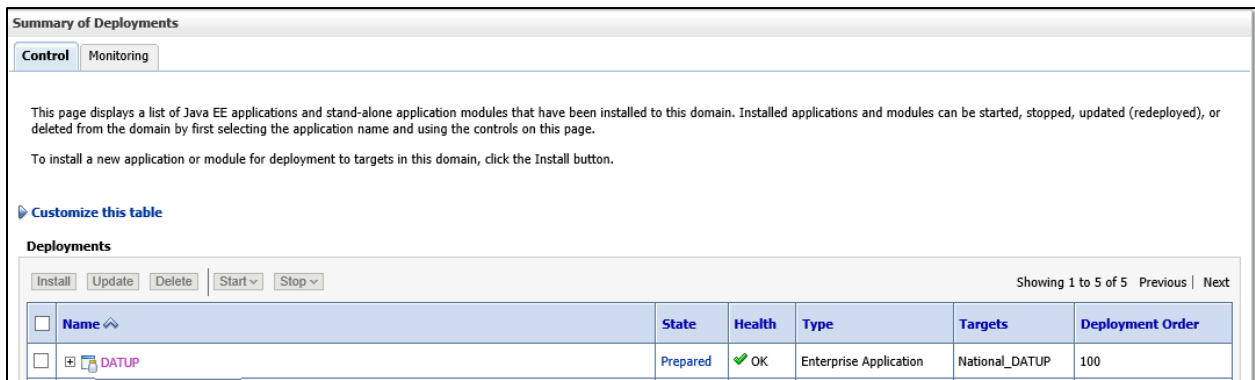 Summary of Deployments
Control Monitoring
This page displays a list of Java EE applications and stand-alone application modules that have been installed to this domain. Installed applications and modules can be started, stopped, updated (redeployed), or
deleted from the domain by first selecting the application name and using the controls on this page.
To install a new application or module for deployment to targets in this domain, click the Install button.
Customize this table
Deployments
Install Update Delete Start Stop Showing 1 to 5 of 5 Previous | Next
Name State Health Type Targets Deployment Order
DATUP Prepared OK Enterprise Application National_DATUP 100